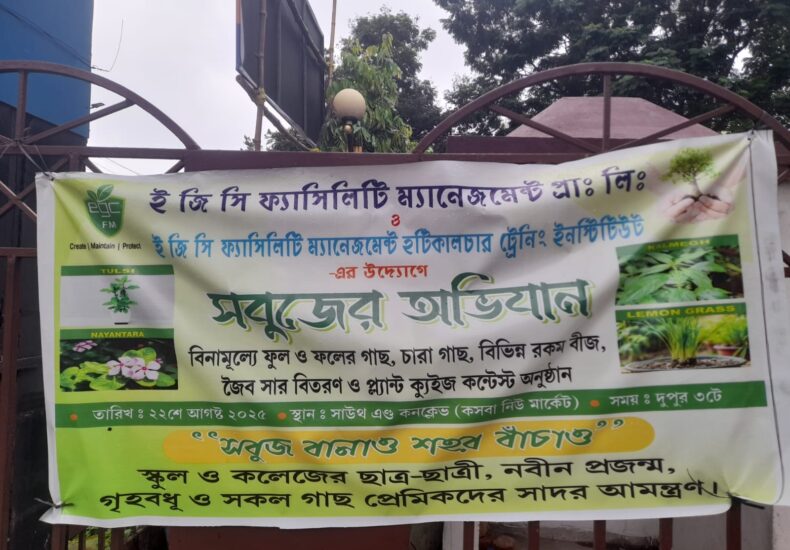 egc
FM
Create | Maintain | Protect
ই জি সি ফ্যাসিলিটি ম্যানেজমেন্ট প্রাঃ লিঃ
ও
ই জি সি ফ্যাসিলিটি ম্যানেজমেন্ট হর্টিকালচার ট্রেনিং ইনস্টিটিউট
-এর উদ্যোগে
TULSI
NAYANTARA
KALMEGH
LEMON GRASS
সবুজের অভিযান
বিনামূল্যে ফুল ও ফলের গাছ, চারা গাছ, বিভিন্ন রকম বীজ,
জৈব সার বিতরণ ও প্ল্যান্ট ক্যুইজ কন্টেস্ট অনুষ্ঠান
• তারিখ : ২২শে আগষ্ট ২০২৫ • স্থান : সাউথ এণ্ড কনক্লেভ (কসবা নিউ মার্কেট) • সময় : দুপুর ৩টে
“সবুজ বানাও শহর বাঁচাও”
স্কুল ও কলেজের ছাত্র-ছাত্রী, নবীন প্রজন্ম,
গৃহবধূ ও সকল গাছ প্রেমিকদের সাদর আমন্ত্রণ।